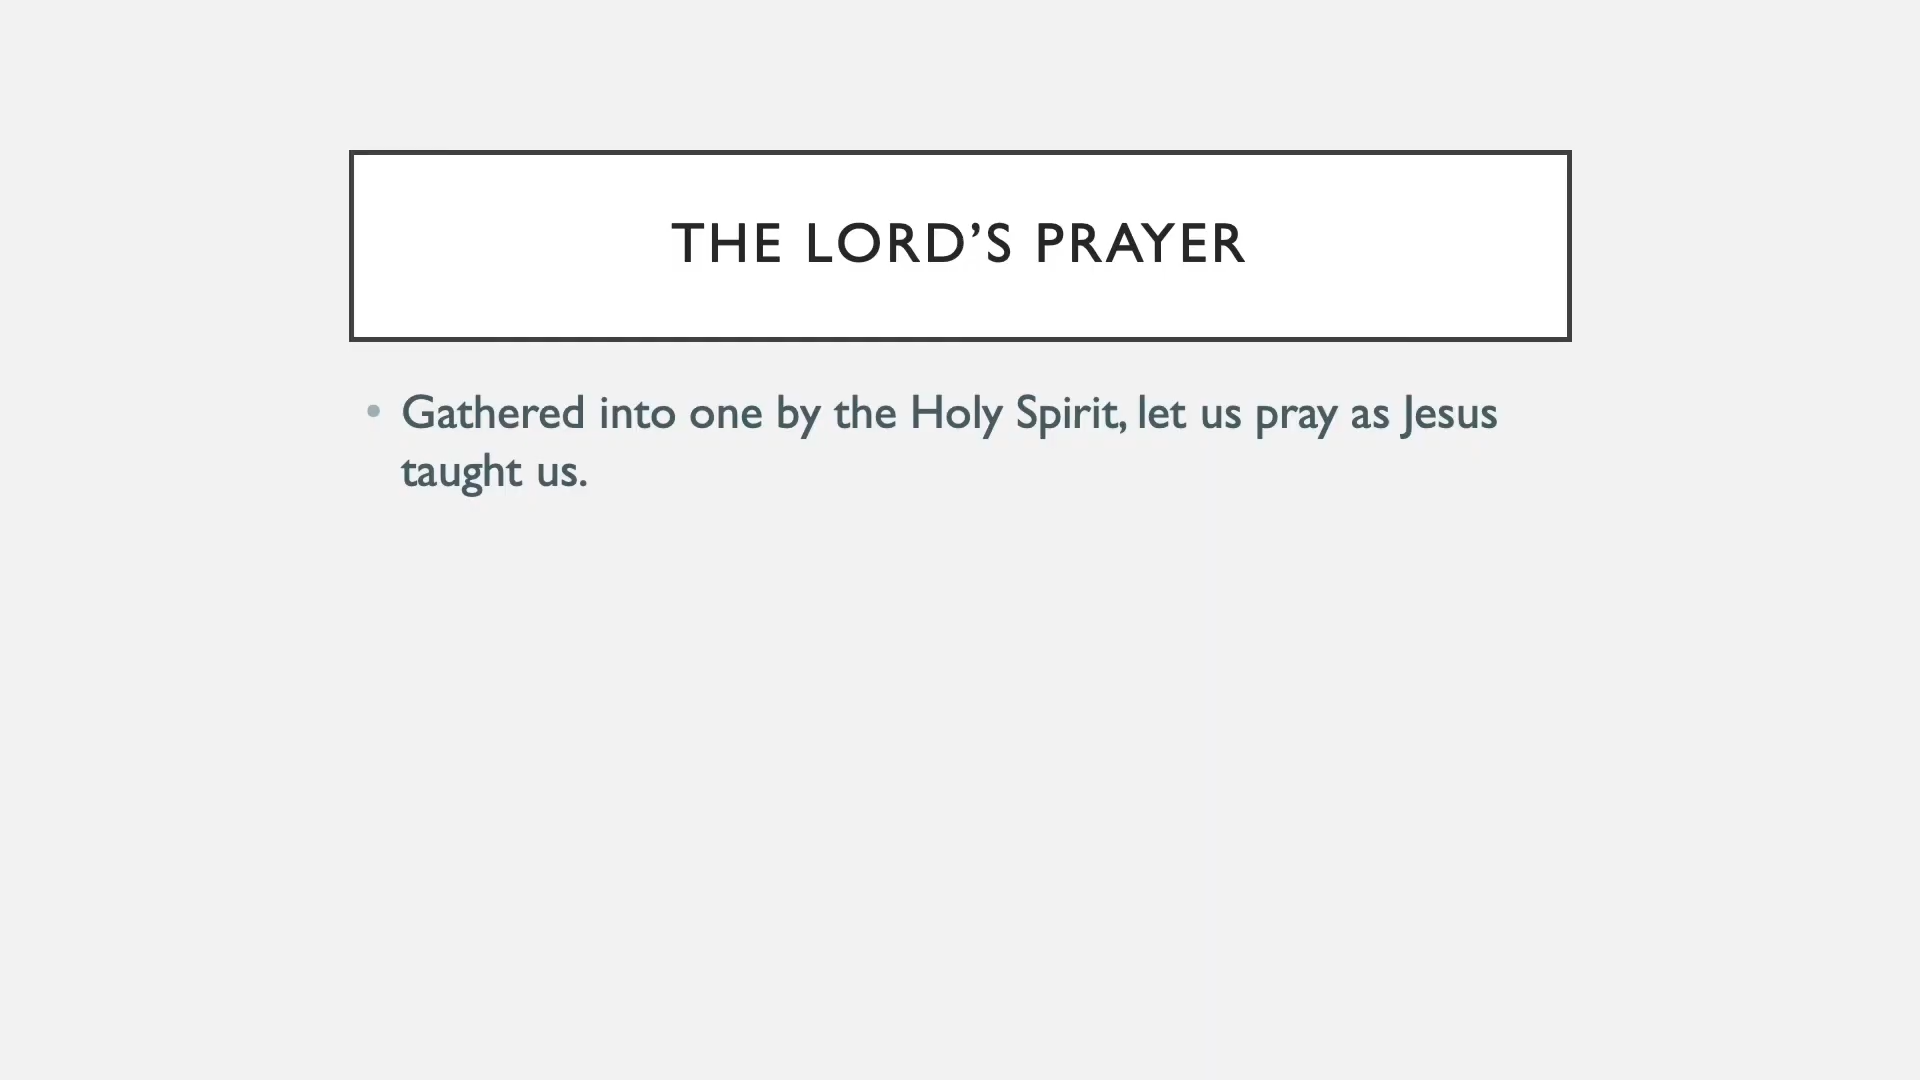 THE LORD’S PRAYER
• Gathered into one by the Holy Spirit, let us pray as Jesus
taught us.